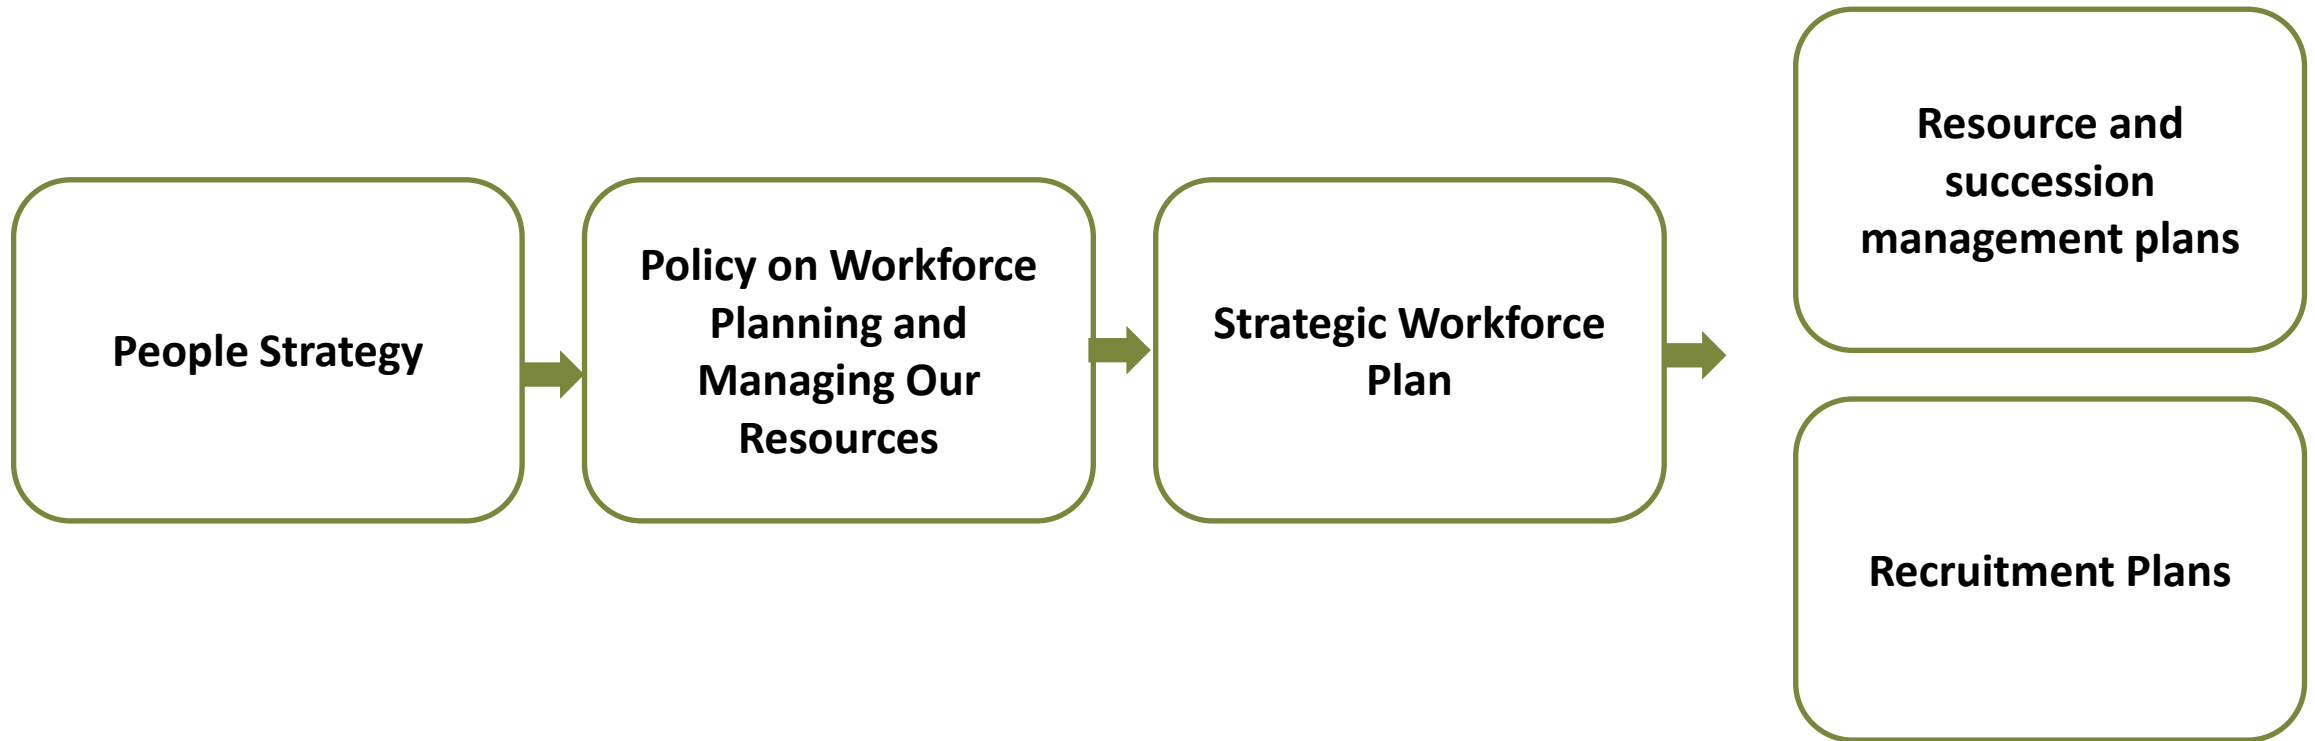 People Strategy
Policy on Workforce
Planning and
Managing Our
Resources
Strategic Workforce
Plan
Resource and
succession
management plans
Recruitment Plans